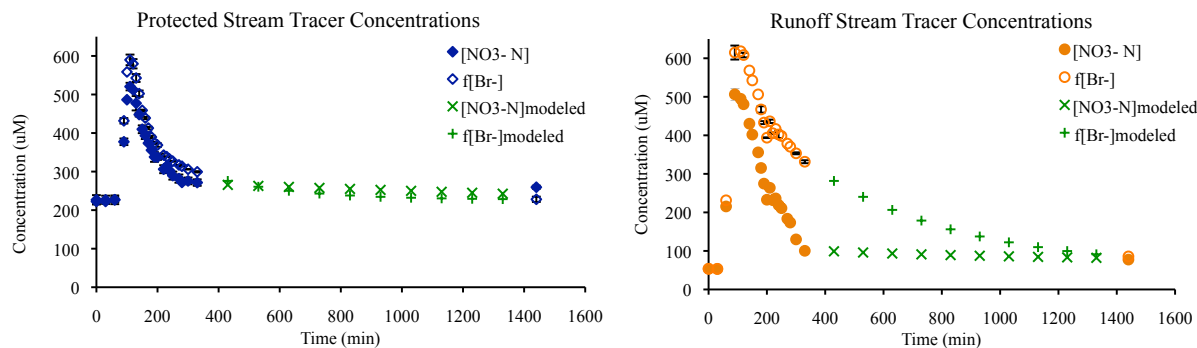 Protected Stream Tracer Concentrations
Concentration (uM)
600
500
400
300
200
100
0
0 200 400 600 800 1000 1200 1400 1600
Time (min)
[NO3- N]
f[Br-]
[NO3-N]modeled
f[Br-]modeled
Runoff Stream Tracer Concentrations
Concentration (uM)
600
500
400
300
200
100
0
0 200 400 600 800 1000 1200 1400 1600
Time (min)
[NO3- N]
f[Br-]
[NO3-N]modeled
f[Br-]modeled